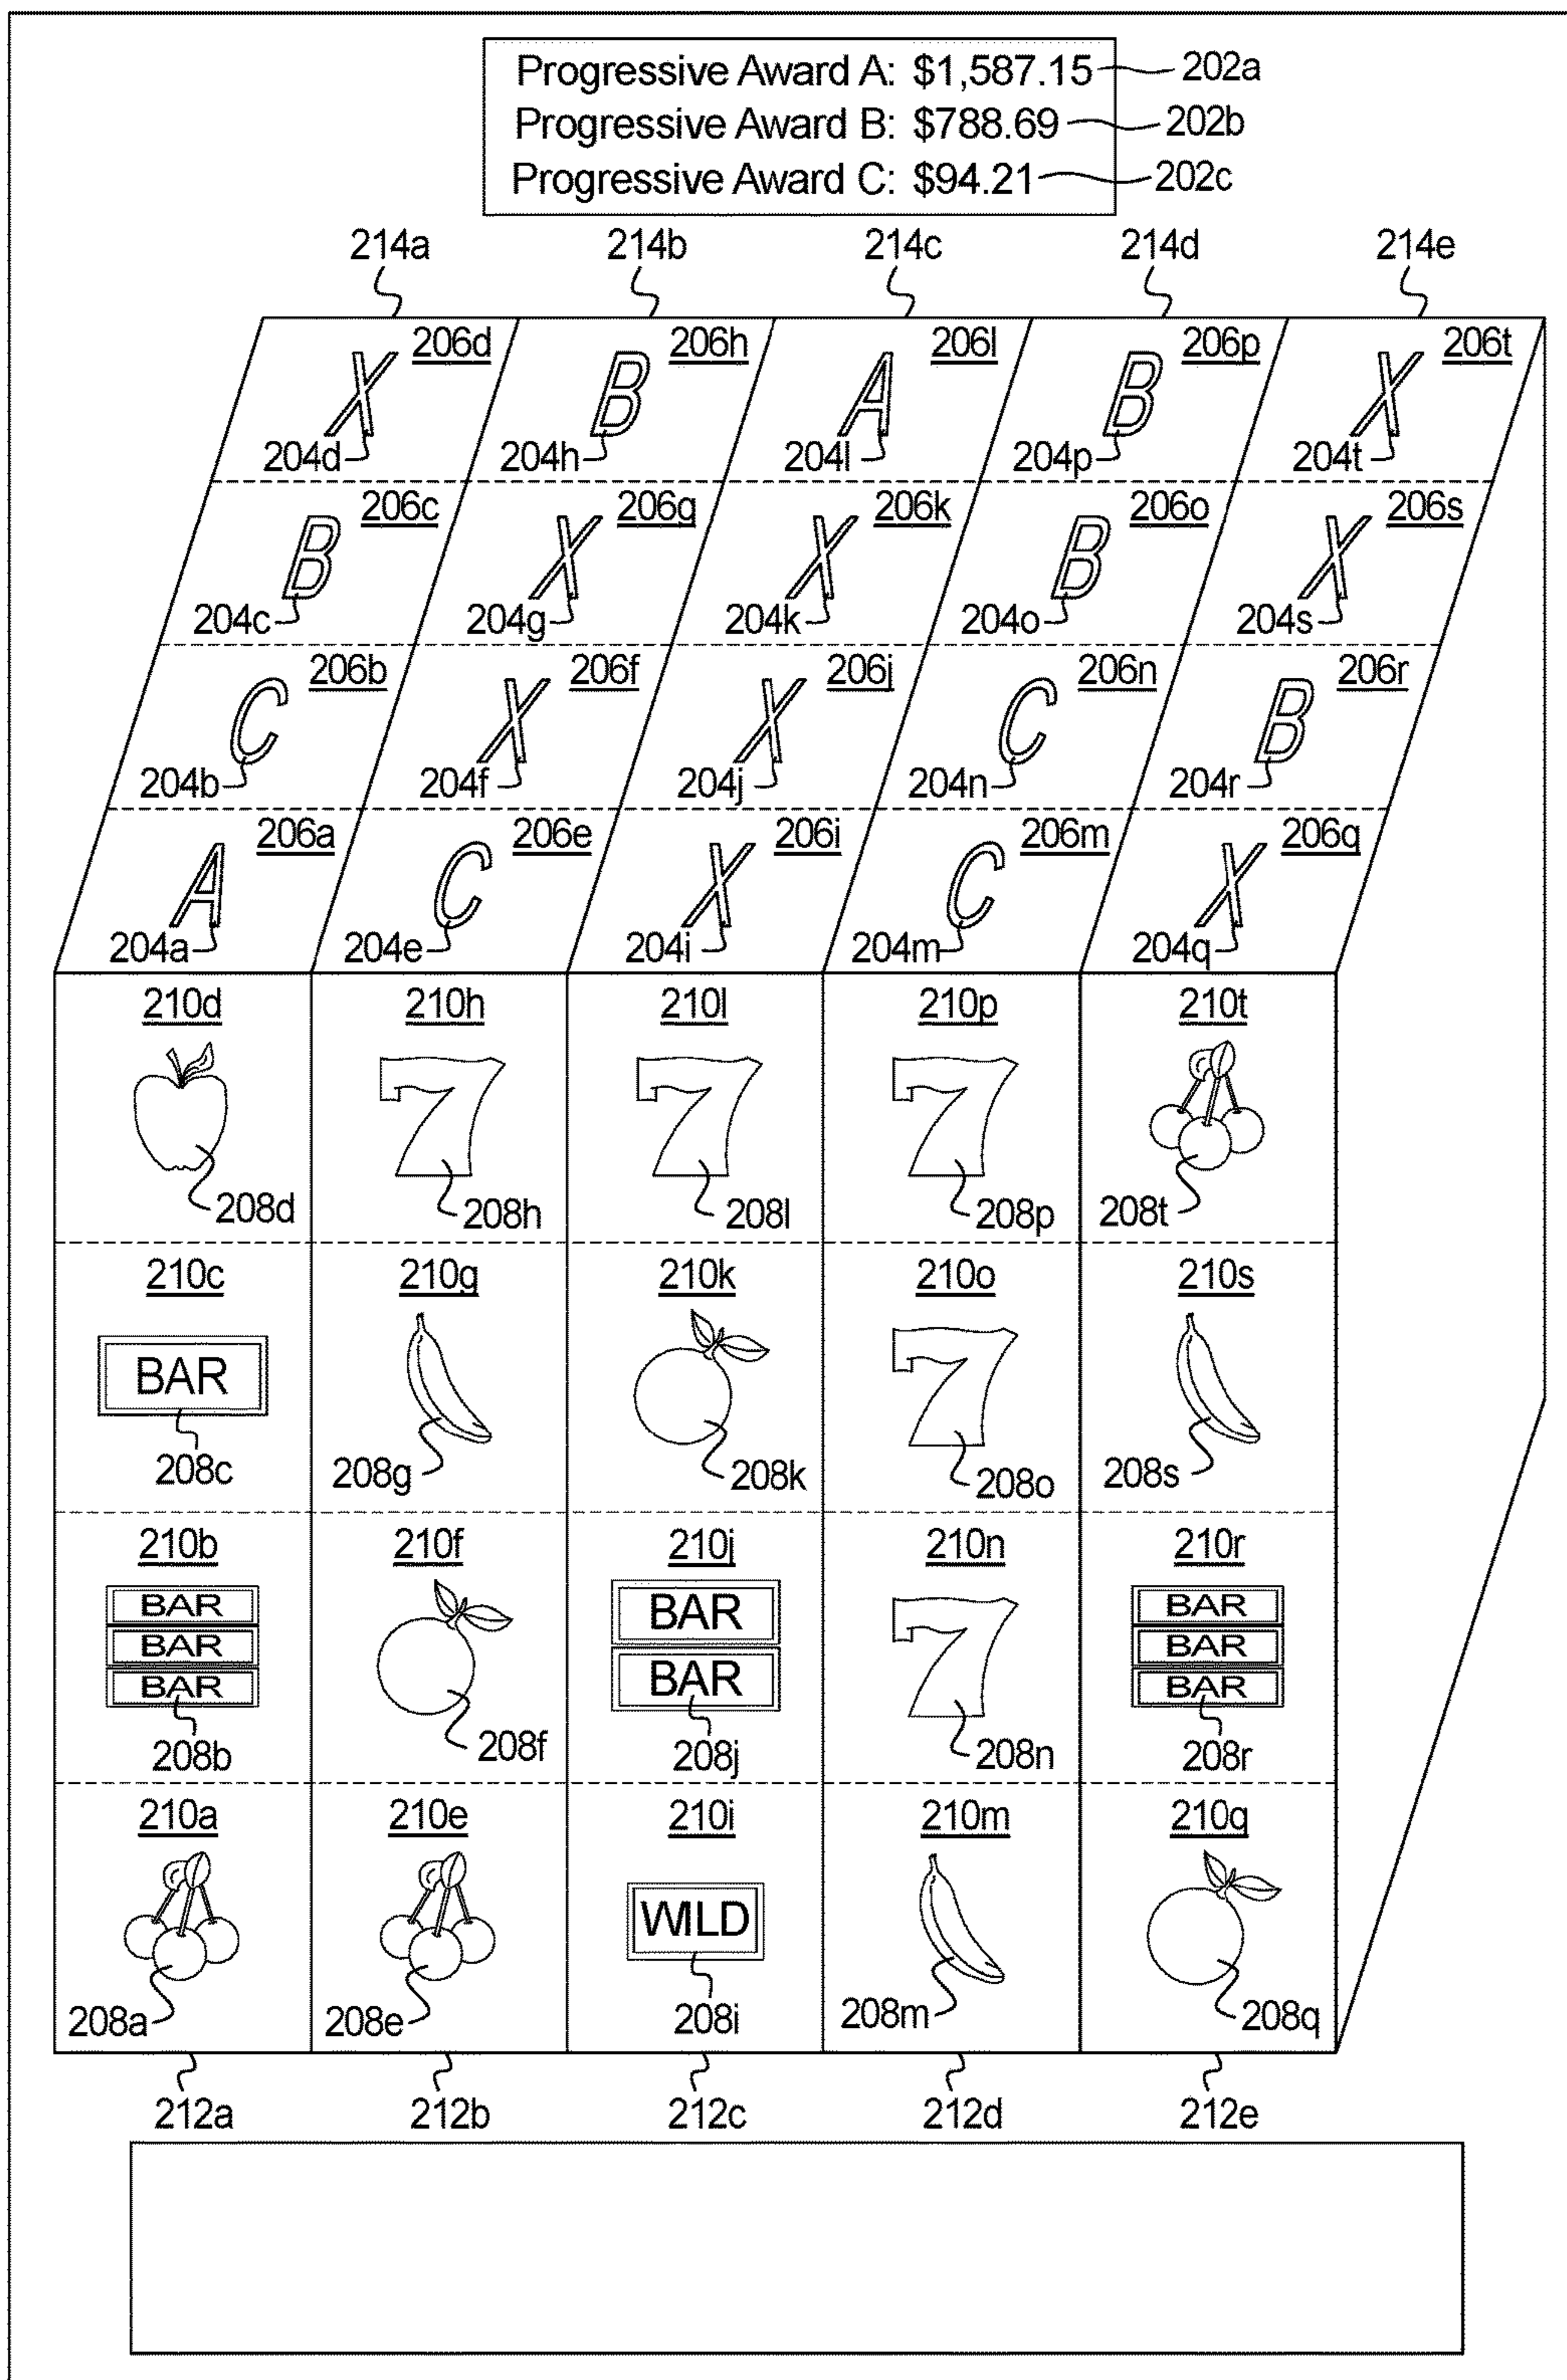 Progressive Award A: $1,587.15 202a
Progressive Award B: $788.69 202b
Progressive Award C: $94.21 202c
214a 214b 214c 214d 214e
206d 206h 206l 206p 206t
X B A B X
204d 204h 204l 204p 204t
206c 206g 206k 206o 206s
B X X B X
204c 204g 204k 204o 204s
206b 206f 206j 206n 206r
C X X C B
204b 204f 204j 204n 204r
206a 206e 206i 206m 206q
A C X C X
204a 204e 204i 204m 204q
210d 210h 210l 210p 210t
7 7 7
208d 208h 208l 208p 208t
210c 210g 210k 210o 210s
BAR 7
208c 208g 208k 208o 208s
210b 210f 210j 210n 210r
BAR BAR 7 BAR
BAR BAR BAR
BAR BAR
208b 208f 208j 208n 208r
210a 210e 210i 210m 210q
WILD
208a 208e 208i 208m 208q
212a 212b 212c 212d 212e